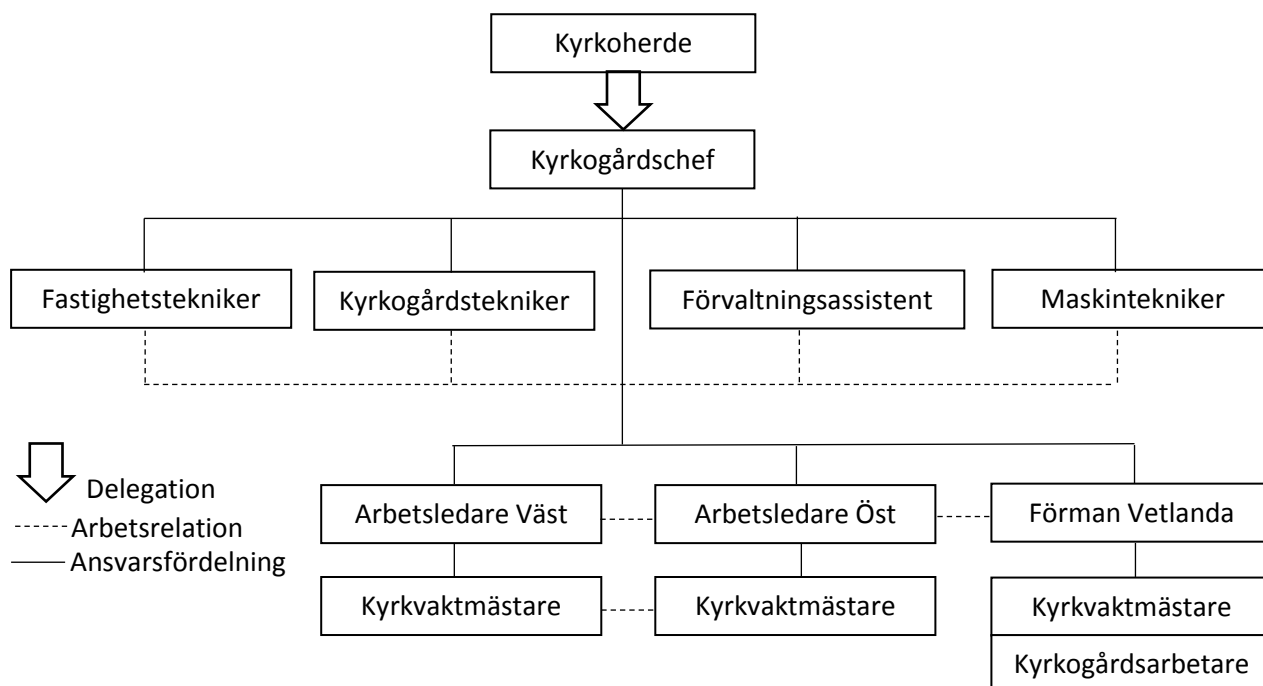 Kyrkoherde
Kyrkogårdschef
Fastighetstekniker
Kyrkogårdstekniker
Förvaltningsassistent
Maskintekniker
Delegation
Arbetsrelation
Ansvarsfördelning
Arbetsledare Väst
Arbetsledare Öst
Förman Vetlanda
Kyrkvaktmästare
Kyrkvaktmästare
Kyrkvaktmästare
Kyrkogårdsarbetare